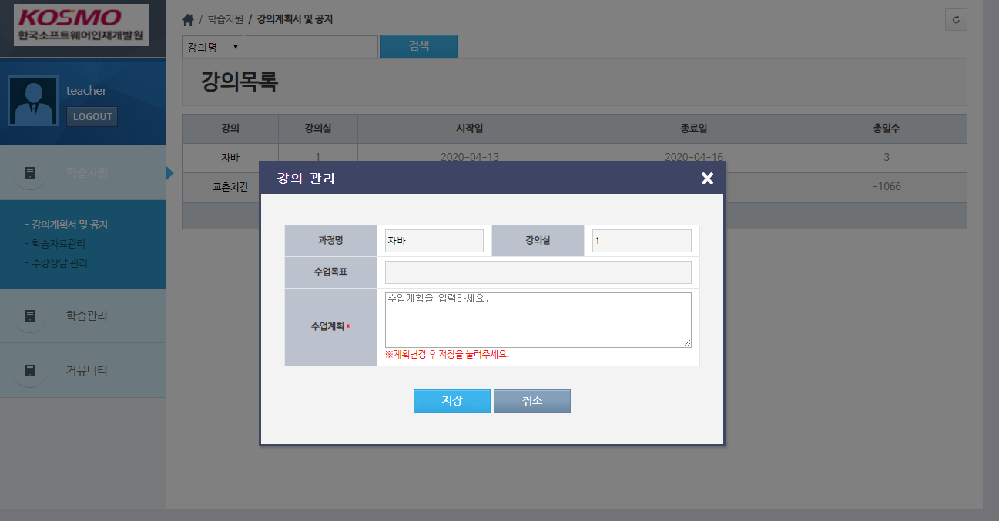 KOSMO
한국소프트웨어인재개발원
teacher
LOGOUT
학습지원
- 강의계획서 및 공지
- 학습자료관리
- 수강상담 관리
학습관리
커뮤니티
/ 학습지원 / 강의계획서 및 공지
강의명 검색
강의목록
강의 강의실 시작일 종료일 총일수
자바 1 2020-04-13 2020-04-16 3
교촌치킨 -1066
강의 관리
과정명 자바 강의실 1
수업목표
수업계획* 수업계획을 입력하세요.
※계획변경 후 저장을 눌러주세요.
저장 취소